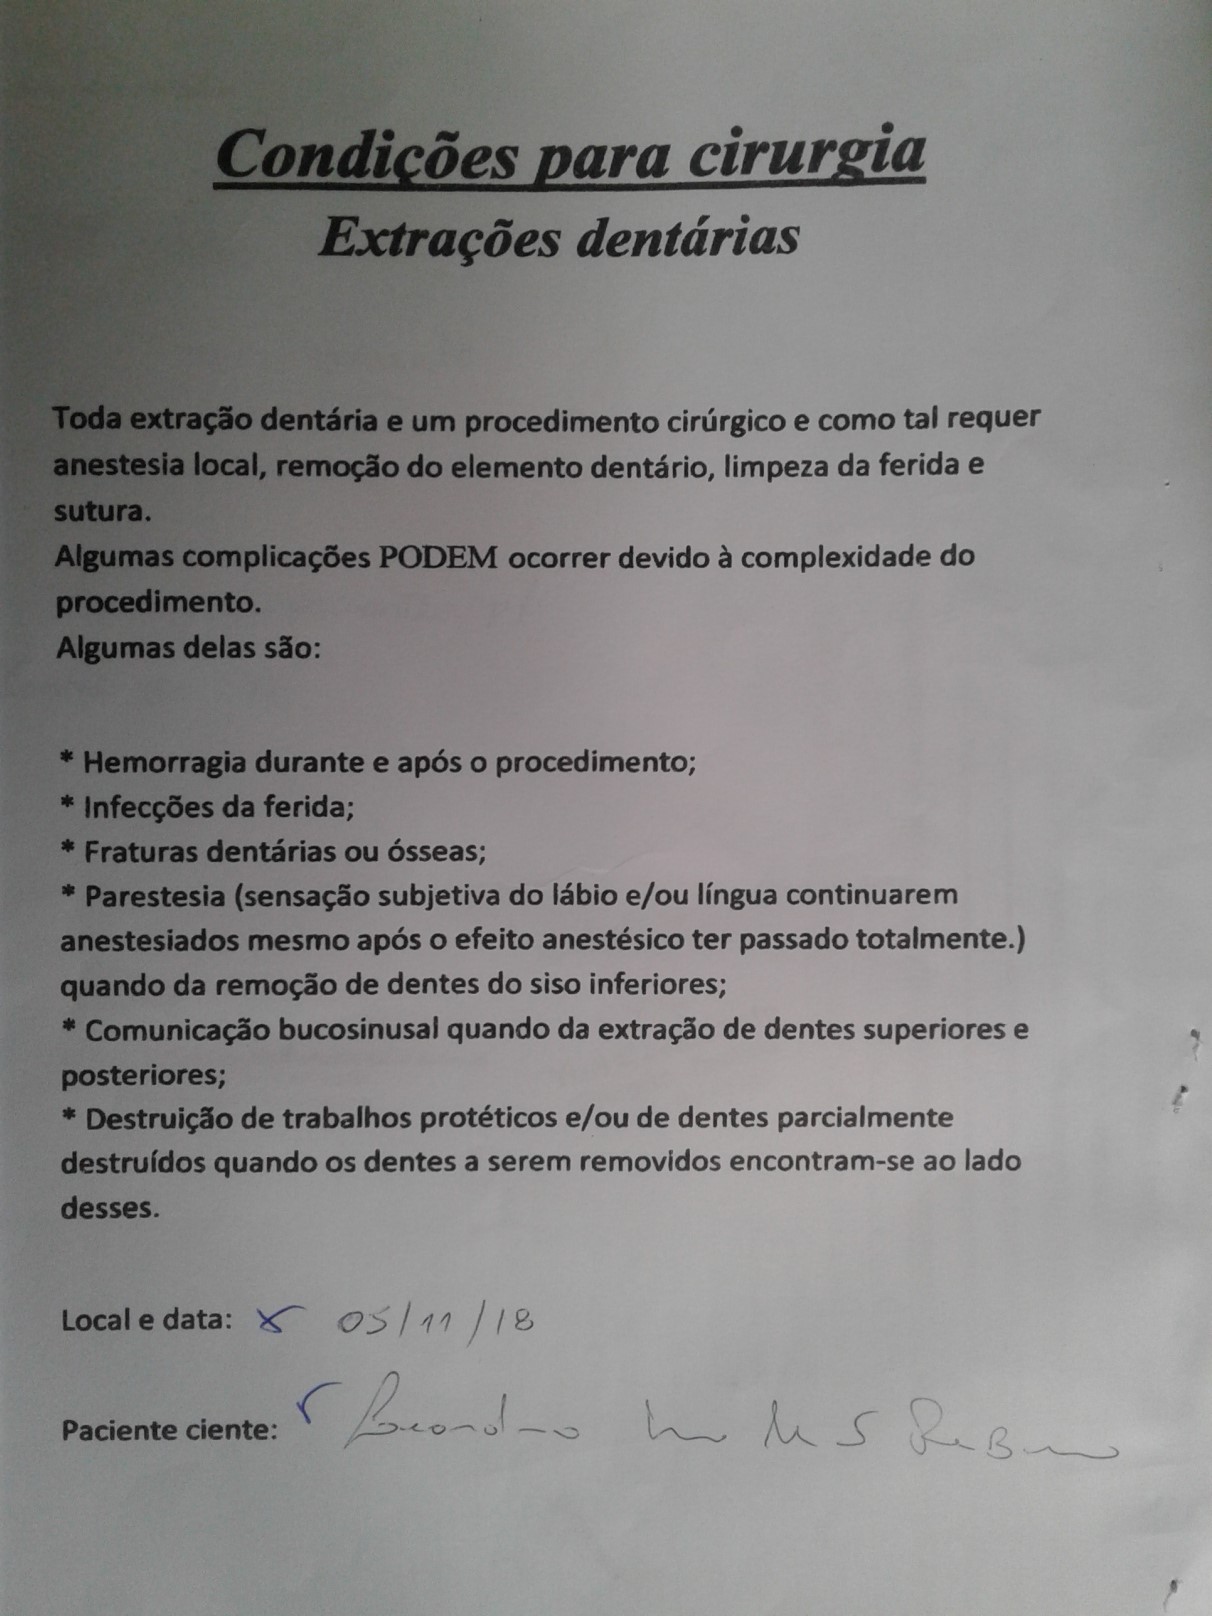 Condições para cirurgia
Extrações dentárias
Toda extração dentária e um procedimento cirúrgico e como tal requer
anestesia local, remoção do elemento dentário, limpeza da ferida e
sutura.
Algumas complicações PODEM ocorrer devido à complexidade do
procedimento.
Algumas delas são:
* Hemorragia durante e após o procedimento;
* Infecções da ferida;
* Fraturas dentárias ou ósseas;
* Parestesia (sensação subjetiva do lábio e/ou língua continuarem
anestesiados mesmo após o efeito anestésico ter passado totalmente.)
quando da remoção de dentes do siso inferiores;
* Comunicação bucosinusal quando da extração de dentes superiores e
posteriores;
* Destruição de trabalhos protéticos e/ou de dentes parcialmente
destruídos quando os dentes a serem removidos encontram-se ao lado
desses.
Local e data: 05/11/18
Paciente ciente: